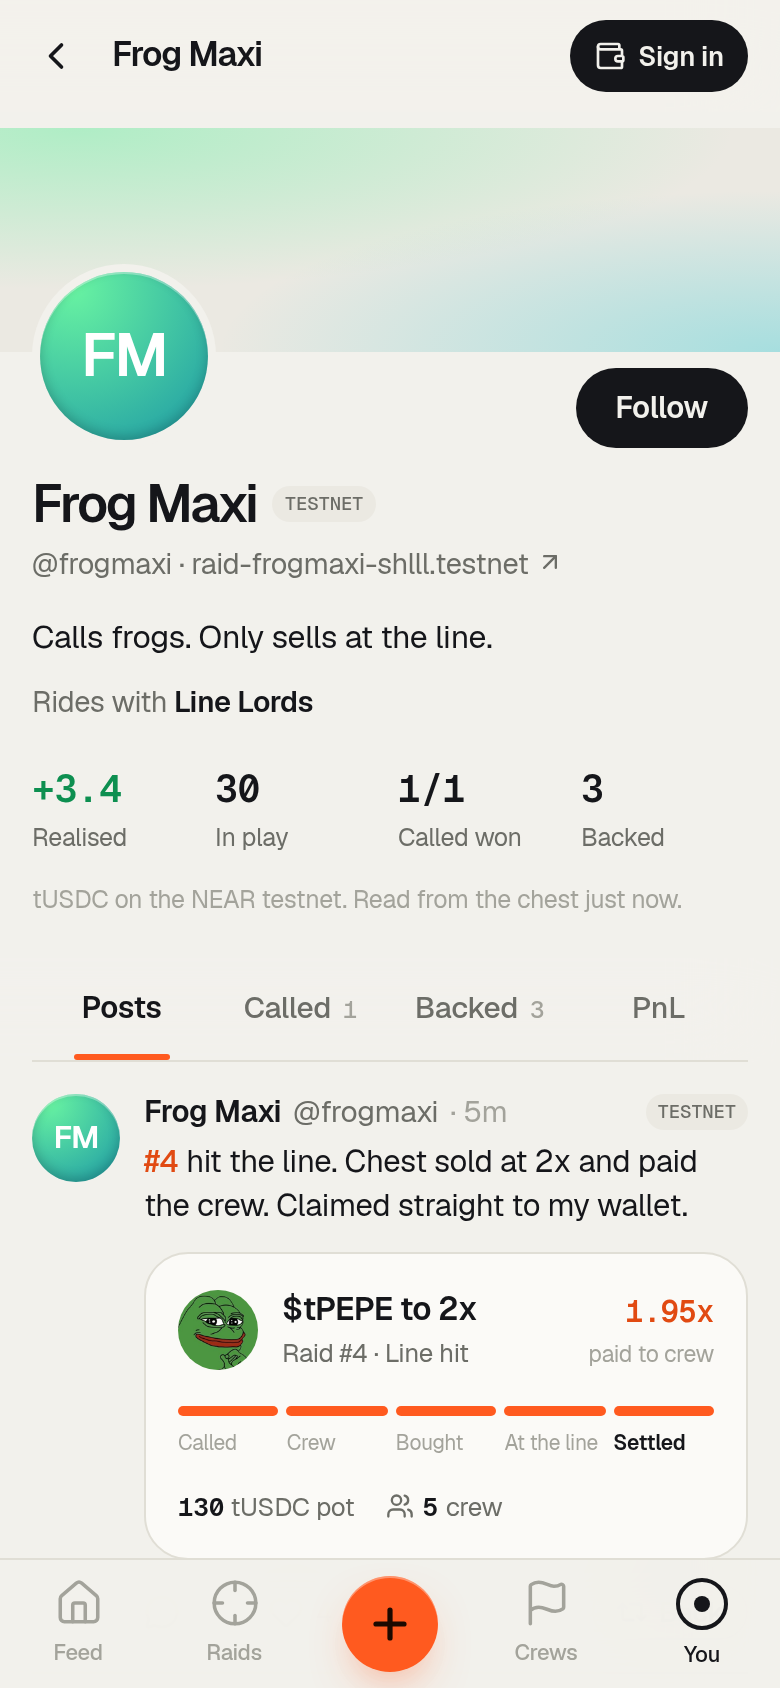 Frog Maxi
Sign in
FM
Follow
Frog Maxi TESTNET
@frogmaxi · raid-frogmaxi-shlll.testnet ↗
Calls frogs. Only sells at the line.
Rides with Line Lords
+3.4 30 1/1 3
Realised In play Called won Backed
tUSDC on the NEAR testnet. Read from the chest just now.
Posts Called 1 Backed 3 PnL
FM
Frog Maxi @frogmaxi · 5m TESTNET
#4 hit the line. Chest sold at 2x and paid
the crew. Claimed straight to my wallet.
$tPEPE to 2x 1.95x
Raid #4 · Line hit paid to crew
Called Crew Bought At the line Settled
130 tUSDC pot 5 crew
Feed Raids Crews You